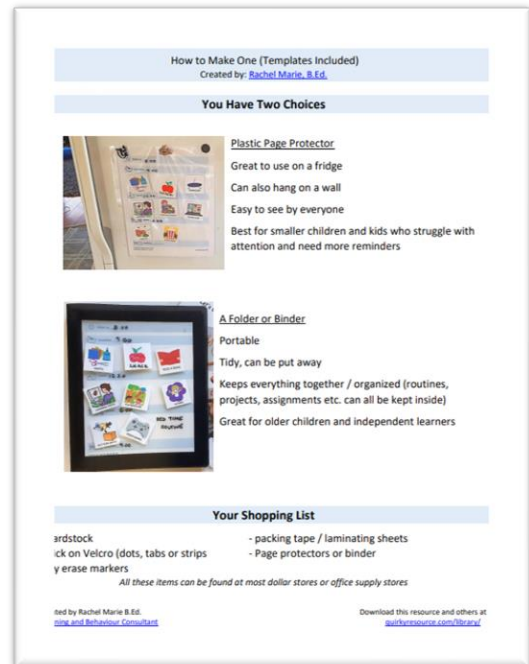 How to Make One (Templates Included)
Created by: Rachel Marie, B.Ed.
You Have Two Choices
Plastic Page Protector
Great to use on a fridge
Can also hang on a wall
Easy to see by everyone
Best for smaller children and kids who struggle with
attention and need more reminders
A Folder or Binder
Portable
Tidy, can be put away
Keeps everything together / organized (routines,
projects, assignments etc. can all be kept inside)
Great for older children and independent learners
BED TIME
ROUTINE
Your Shopping List
ardstock
ick on Velcro (dots, tabs or strips
y erase markers
- packing tape / laminating sheets
- Page protectors or binder
All these items can be found at most dollar stores or office supply stores
ted by Rachel Marie B.Ed.
ning and Behaviour Consultant
Download this resource and others at
quirkyresource.com/library/